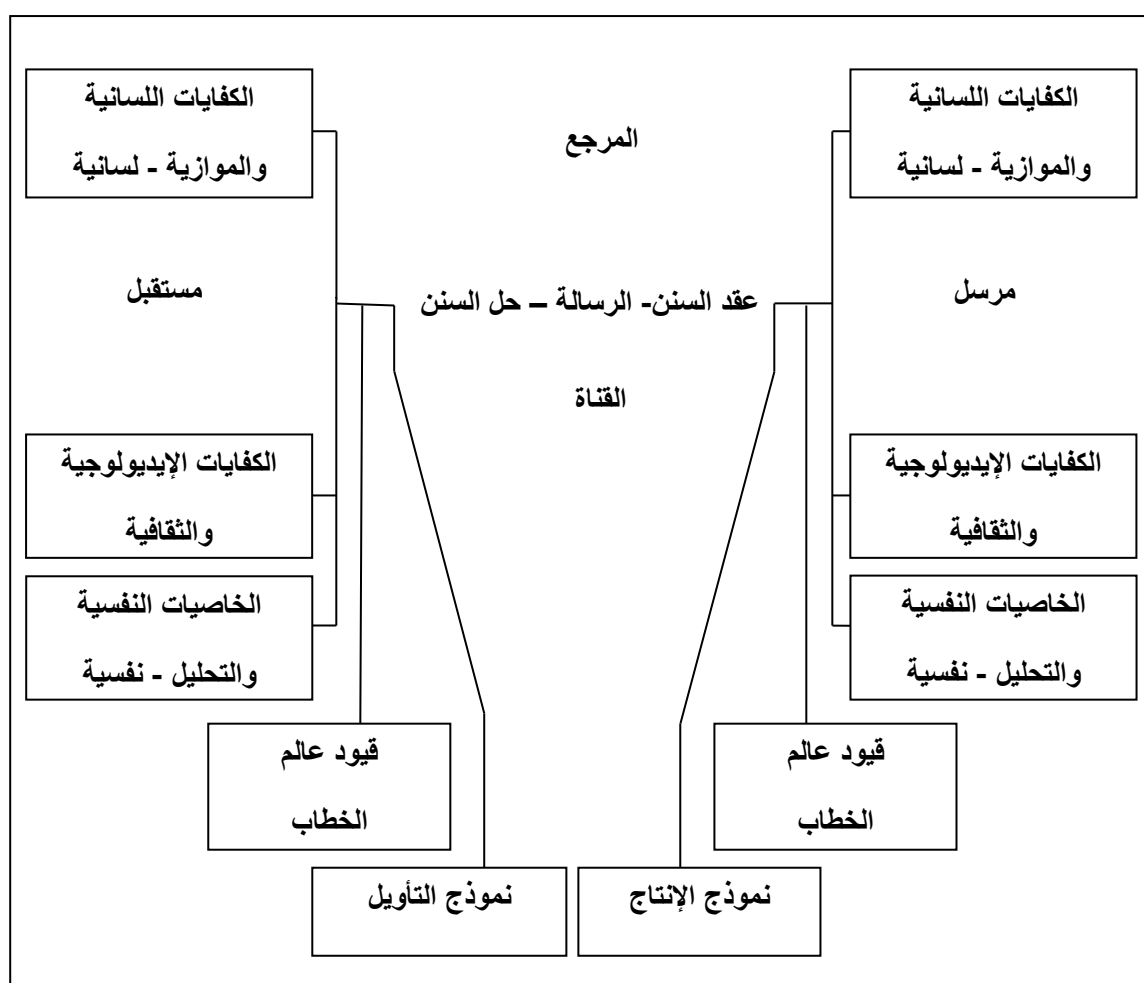 الكفايات اللسانية
والموازية - لسانية
المرجع
الكفايات اللسانية
والموازية - لسانية
مرسل
عقد السنن- الرسالة – حل السنن
مستقبل
القناة
الكفايات الإيديولوجية
والثقافية
الكفايات الإيديولوجية
والثقافية
الخاصيات النفسية
والتحليل - نفسية
الخاصيات النفسية
والتحليل - نفسية
قيود عالم
الخطاب
قيود عالم
الخطاب
نموذج الإنتاج
نموذج التأويل